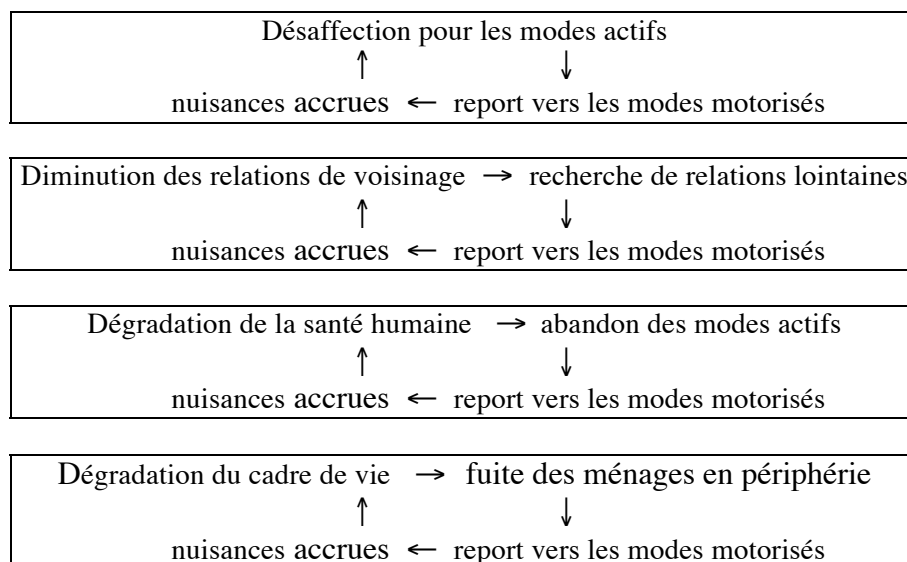 Désaffection pour les modes actifs
↑ ↓
nuisances accrues ← report vers les modes motorisés
Diminution des relations de voisinage → recherche de relations lointaines
↑ ↓
nuisances accrues ← report vers les modes motorisés
Dégradation de la santé humaine → abandon des modes actifs
↑ ↓
nuisances accrues ← report vers les modes motorisés
Dégradation du cadre de vie → fuite des ménages en périphérie
↑ ↓
nuisances accrues ← report vers les modes motorisés